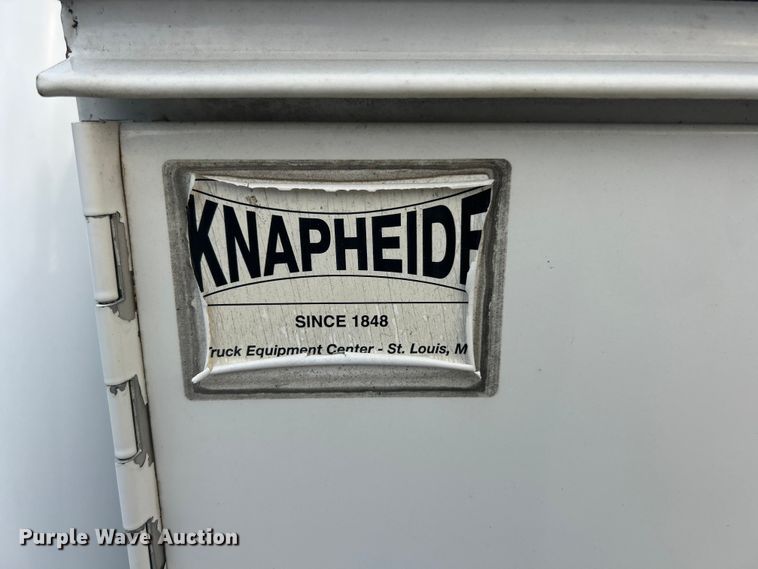 KNAPHEIDE
SINCE 1848
Truck Equipment Center - St. Louis, M
Purple Wave Auction